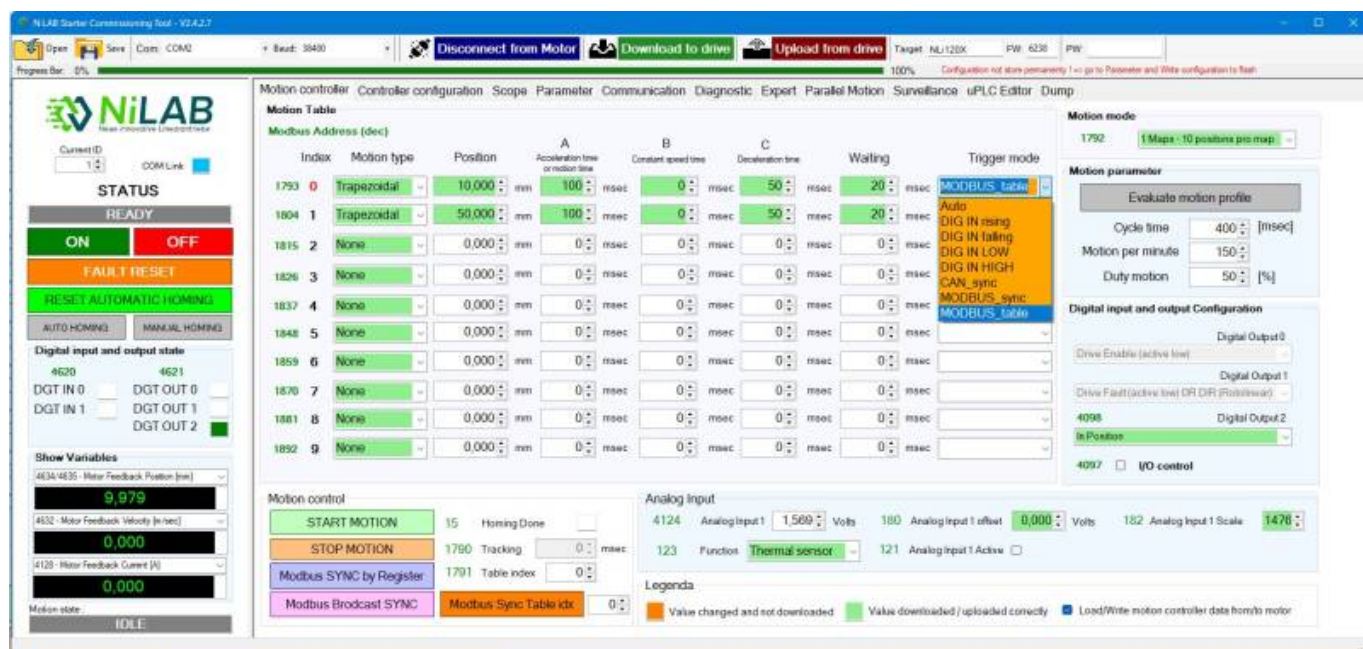 NiLAB Starter Commissioning Tool - V2.4.2.7
Open Save Com: COM2 Baud: 38400 Disconnect from Motor Download to drive Upload from drive Target NLi120X FW 6238 PW:
Progress Bar: 0% 100% Configuration not store permanently !=> go to Parameter and Write configuration to flash
Motion controller Controller configuration Scope Parameter Communication Diagnostic Expert Parallel Motion Surveillance uPLC Editor Dump
NiLAB
Current ID
1 COM Link
STATUS
READY
ON OFF
FAULT RESET
RESET AUTOMATIC HOMING
AUTO HOMING MANUAL HOMING
Digital input and output state
4620 4621
DGT IN 0 DGT OUT 0
DGT IN 1 DGT OUT 1
DGT OUT 2
Show Variables
4634/4635 - Motor Feedback Position [mm]
9,979
4632 - Motor Feedback Velocity [m/sec]
0,000
4128 - Motor Feedback Current [A]
0,000
Motion state :
IDLE
Motion Table
Modbus Address (dec)
A B C
Index Motion type Position Acceleration time or motion time Constant speed time Deceleration time Waiting Trigger mode
1793 0 Trapezoidal 10,000 mm 100 msec 0 msec 50 msec 20 msec MODBUS_table
1804 1 Trapezoidal 50,000 mm 100 msec 0 msec 50 msec 20 msec
1815 2 None 0,000 mm 0 msec 0 msec 0 msec 0 msec
1826 3 None 0,000 mm 0 msec 0 msec 0 msec 0 msec
1837 4 None 0,000 mm 0 msec 0 msec 0 msec 0 msec
1848 5 None 0,000 mm 0 msec 0 msec 0 msec 0 msec
1859 6 None 0,000 mm 0 msec 0 msec 0 msec 0 msec
1870 7 None 0,000 mm 0 msec 0 msec 0 msec 0 msec
1881 8 None 0,000 mm 0 msec 0 msec 0 msec 0 msec
1892 9 None 0,000 mm 0 msec 0 msec 0 msec 0 msec
Auto
DIG IN rising
DIG IN falling
DIG IN LOW
DIG IN HIGH
CAN_sync
MODBUS_sync
MODBUS_table
Motion mode
1792 1 Maps - 10 positions pro map
Motion parameter
Evaluate motion profile
Cycle time 400 [msec]
Motion per minute 150
Duty motion 50 [%]
Digital input and output Configuration
Digital Output 0
Drive Enable (active low)
Digital Output 1
Drive Fault (active low) OR DIR (Rotolinear)
4098 Digital Output 2
In Position
4097 I/O control
Motion control
START MOTION 15 Homing Done
STOP MOTION 1790 Tracking 0 msec
Modbus SYNC by Register 1791 Table index 0
Modbus Brodcast SYNC Modbus Sync Table idx 0
Analog Input
4124 Analog Input 1 1,569 Volts 180 Analog Input 1 offset 0,000 Volts 182 Analog Input 1 Scale 1476
123 Function Thermal sensor 121 Analog Input 1 Active
Legenda
Value changed and not downloaded Value downloaded / uploaded correctly Load/Write motion controller data from/to motor